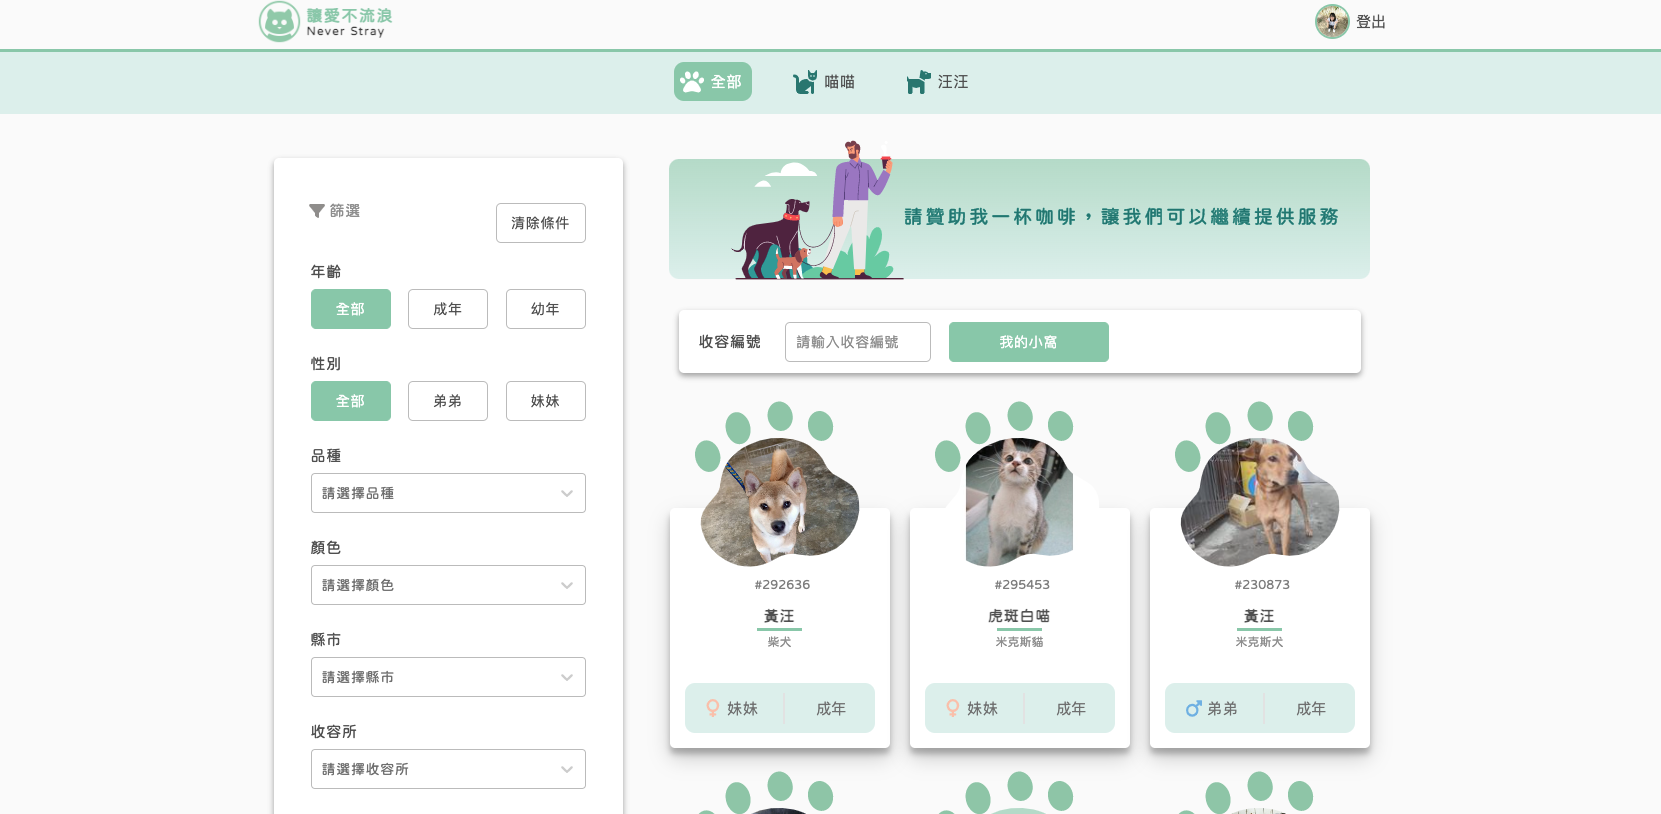 讓愛不流浪
Never Stray
登出
全部
喵喵
汪汪
篩選
清除條件
年齡
全部
成年
幼年
性別
全部
弟弟
妹妹
品種
請選擇品種
顏色
請選擇顏色
縣市
請選擇縣市
收容所
請選擇收容所
請贊助我一杯咖啡，讓我們可以繼續提供服務
收容編號
請輸入收容編號
我的小窩
#292636
黃汪
柴犬
妹妹
成年
#295453
虎斑白喵
米克斯貓
妹妹
成年
#230873
黃汪
米克斯犬
弟弟
成年